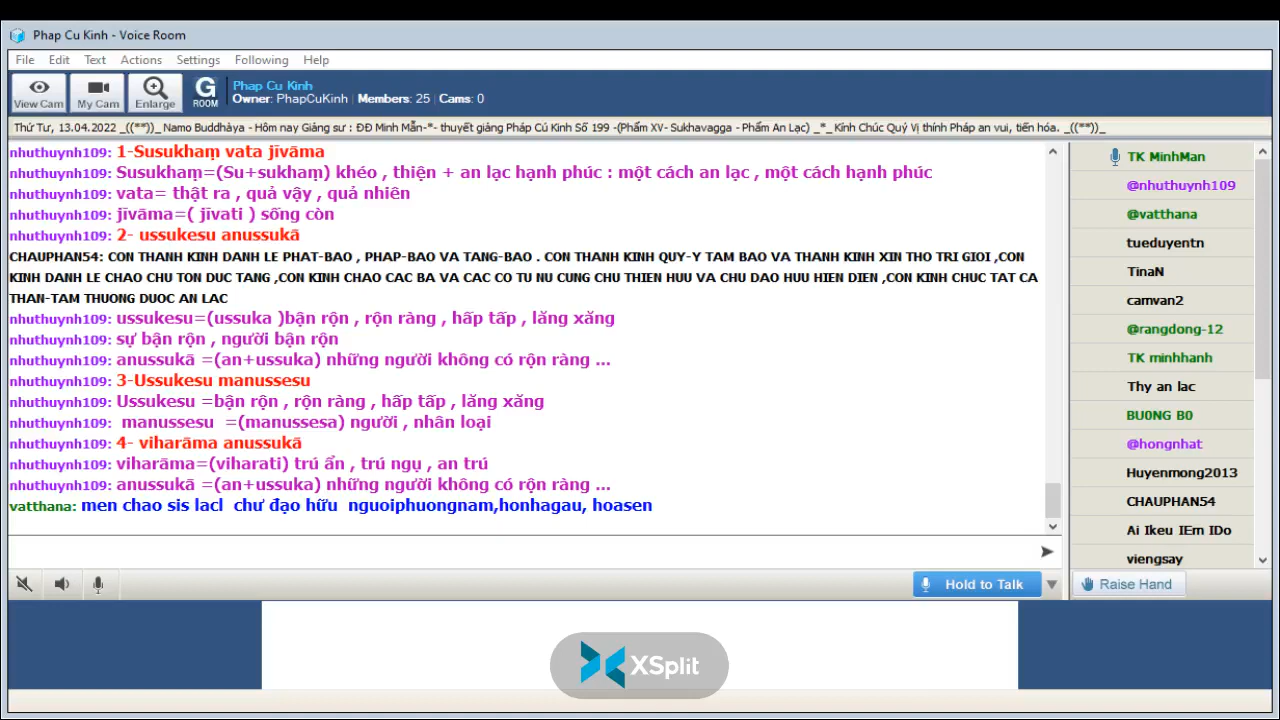 Phap Cu Kinh - Voice Room
File Edit Text Actions Settings Following Help
View Cam
My Cam
Enlarge
G
ROOM
Phap Cu Kinh
Owner: PhapCuKinh | Members: 25 | Cams: 0
Thứ Tư, 13.04.2022 _((**))_ Namo Buddhàya - Hôm nay Giảng sư : ĐĐ Minh Mẫn-*- thuyết giảng Pháp Cú Kinh Số 199 -(Phẩm XV- Sukhavagga - Phẩm An Lạc) _*_ Kính Chúc Quý Vị thính Pháp an vui, tiến hóa. _((**))_
nhuthuynh109: 1-Susukhaṃ vata jīvāma
nhuthuynh109: Susukhaṃ=(Su+sukhaṃ) khéo , thiện + an lạc hạnh phúc : một cách an lạc , một cách hạnh phúc
nhuthuynh109: vata= thật ra , quả vậy , quả nhiên
nhuthuynh109: jīvāma=( jīvati ) sống còn
nhuthuynh109: 2- ussukesu anussukā
CHAUPHAN54: CON THANH KINH DANH LE PHAT-BAO , PHAP-BAO VA TANG-BAO . CON THANH KINH QUY-Y TAM BAO VA THANH KINH XIN THO TRI GIOI ,CON
KINH DANH LE CHAO CHU TON DUC TANG ,CON KINH CHAO CAC BA VA CAC CO TU NU CUNG CHU THIEN HUU VA CHU DAO HUU HIEN DIEN ,CON KINH CHUC TAT CA
THAN-TAM THUONG DUOC AN LAC
nhuthuynh109: ussukesu=(ussuka )bận rộn , rộn ràng , hấp tấp , lăng xăng
nhuthuynh109: sự bận rộn , người bận rộn
nhuthuynh109: anussukā =(an+ussuka) những người không có rộn ràng ...
nhuthuynh109: 3-Ussukesu manussesu
nhuthuynh109: Ussukesu =bận rộn , rộn ràng , hấp tấp , lăng xăng
nhuthuynh109: manussesu =(manussesa) người , nhân loại
nhuthuynh109: 4- viharāma anussukā
nhuthuynh109: viharāma=(viharati) trú ẩn , trú ngụ , an trú
nhuthuynh109: anussukā =(an+ussuka) những người không có rộn ràng ...
vatthana: men chao sis lacl chư đạo hữu nguoiphuongnam,honhagau, hoasen
TK MinhMan
@nhuthuynh109
@vatthana
tueduyentn
TinaN
camvan2
@rangdong-12
TK minhhanh
Thy an lac
BUONG B0
@hongnhat
Huyenmong2013
CHAUPHAN54
Ai Ikeu IEm IDo
viengsay
Hold to Talk
Raise Hand
XSplit